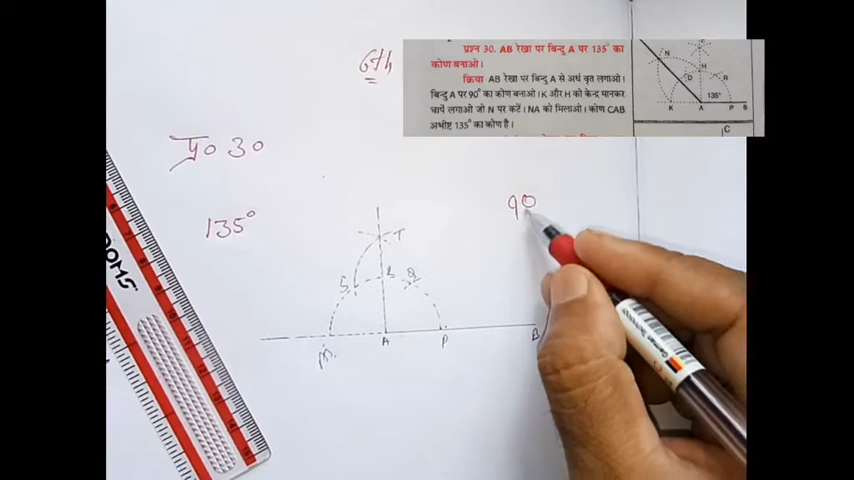 6th
प्रश्न 30. AB रेखा पर बिन्दु A पर 135° का
कोण बनाओ।
क्रिया AB रेखा पर बिन्दु A से अर्ध वृत लगाओ।
बिन्दु A पर 90° का कोण बनाओ। K और H को केन्द्र मानकर
चापें लगाओ जो N पर कटें। NA को मिलाओ। कोण CAB
अभीष्ट 135° का कोण है।
N
H
D
R
135°
K A P B
C
प्र० 30
135°
90
T
S
Q
M A P B
OMS